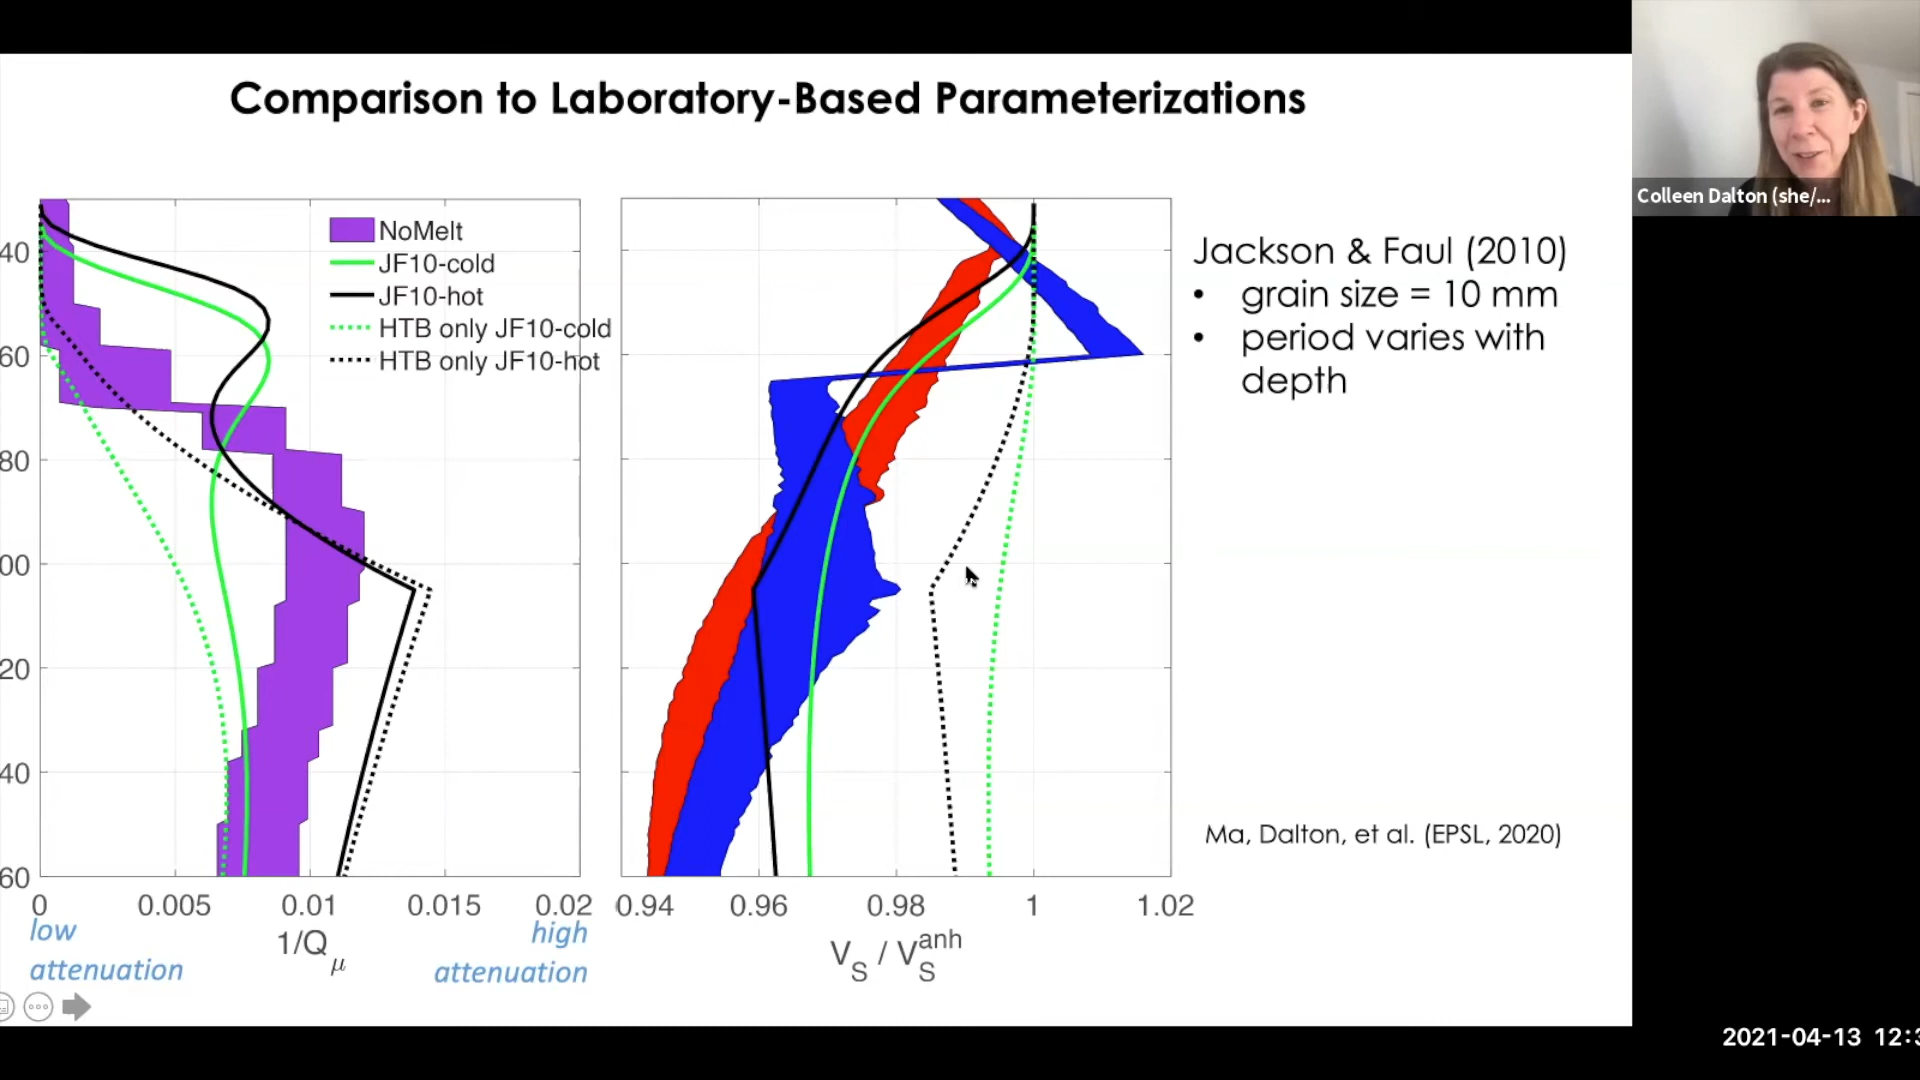 Comparison to Laboratory-Based Parameterizations
Colleen Dalton (she/...
NoMelt
JF10-cold
JF10-hot
HTB only JF10-cold
HTB only JF10-hot
40
60
80
00
20
40
60
0 0.005 0.01 0.015 0.02
low attenuation
1/Qμ
high attenuation
0.94 0.96 0.98 1 1.02
VS / VS anh
Jackson & Faul (2010)
• grain size = 10 mm
• period varies with
depth
Ma, Dalton, et al. (EPSL, 2020)
2021-04-13 12:3